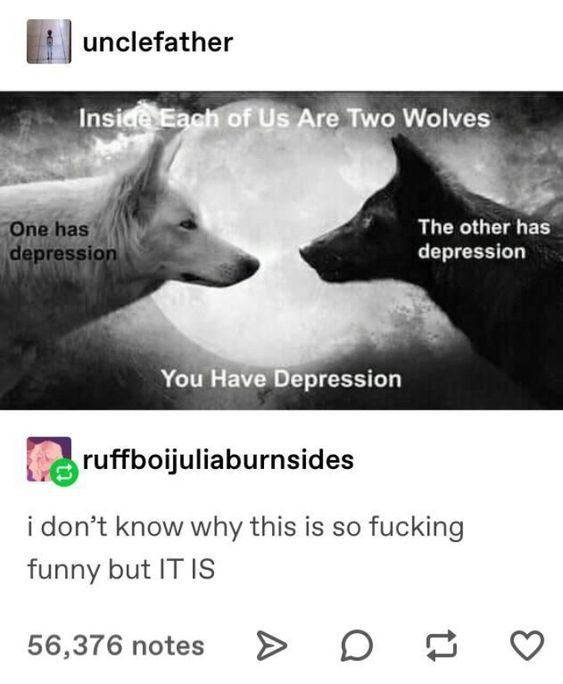 unclefather
Inside Each of Us Are Two Wolves
One has
depression
The other has
depression
You Have Depression
ruffboijuliaburnsides
i don’t know why this is so fucking
funny but IT IS
56,376 notes